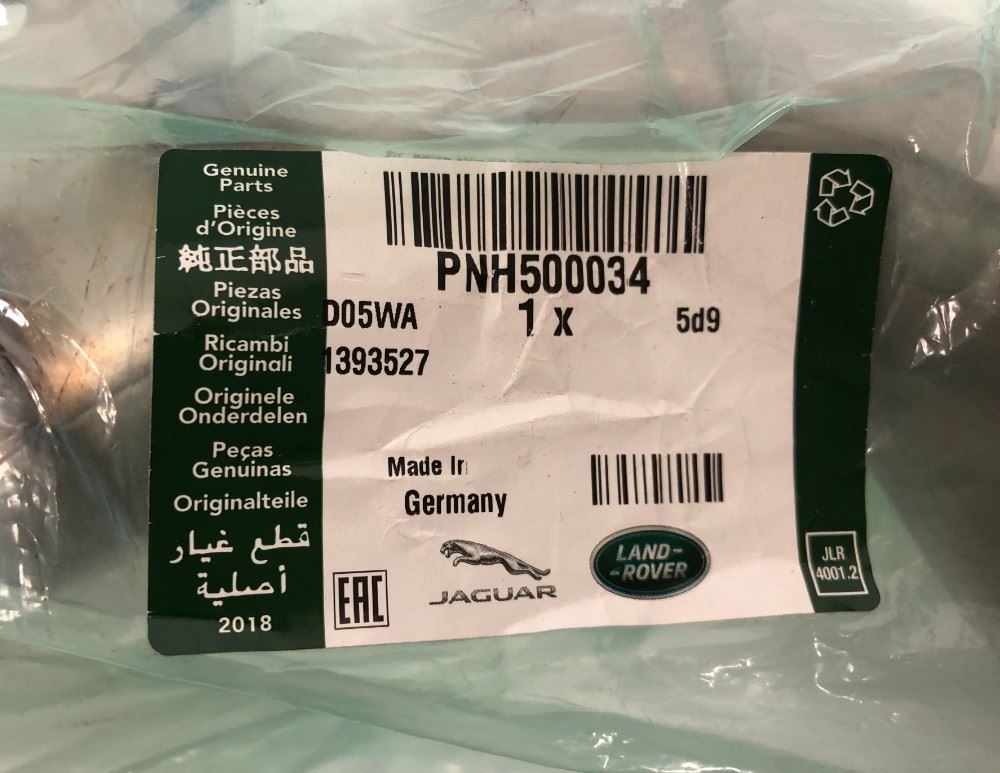 Genuine
Parts
Pièces
d'Origine
純正部品
Piezas
Originales
Ricambi
Originali
Originele
Onderdelen
Peças
Genuinas
Originalteile
قطع غيار
أصلية
2018
PNH500034
D05WA
1 x
5d9
1393527
Made In
Germany
EAC
JAGUAR
LAND-
-ROVER
JLR
4001.2